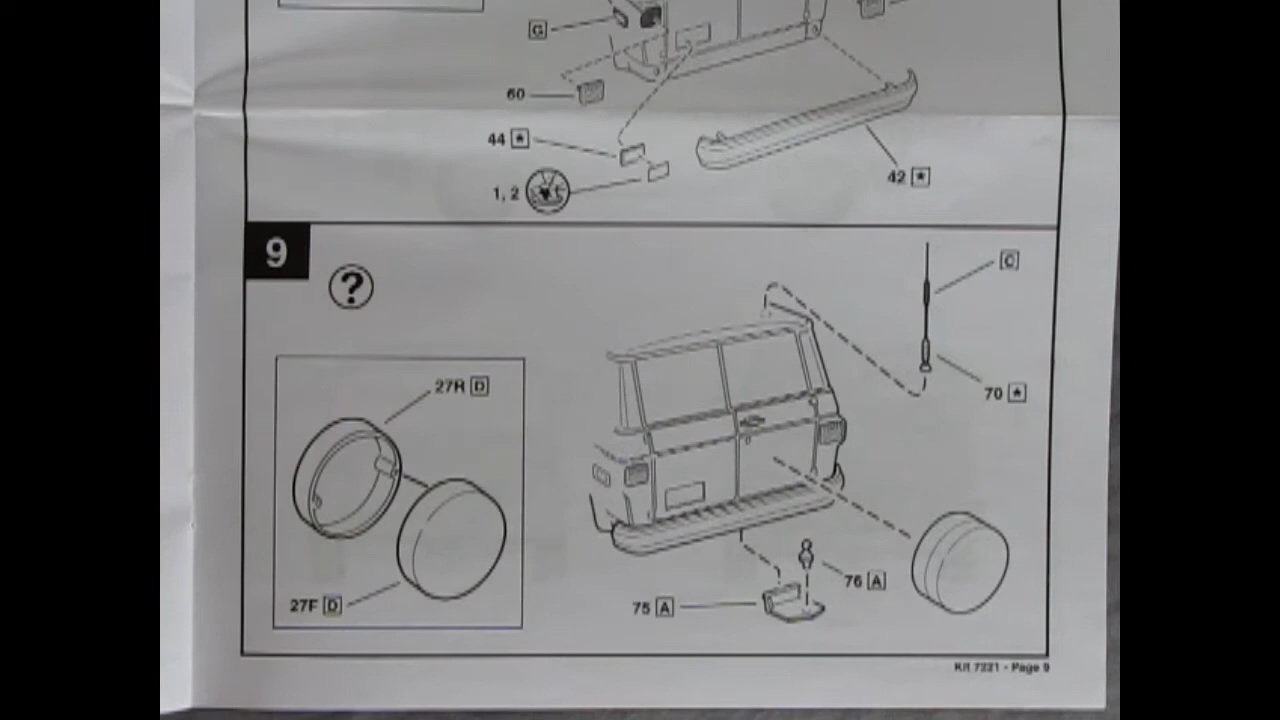 G
60
44 ★
1, 2
42 ★
9
?
C
27R D
70 ★
76 A
27F D
75 A
Kit 7221 - Page 9